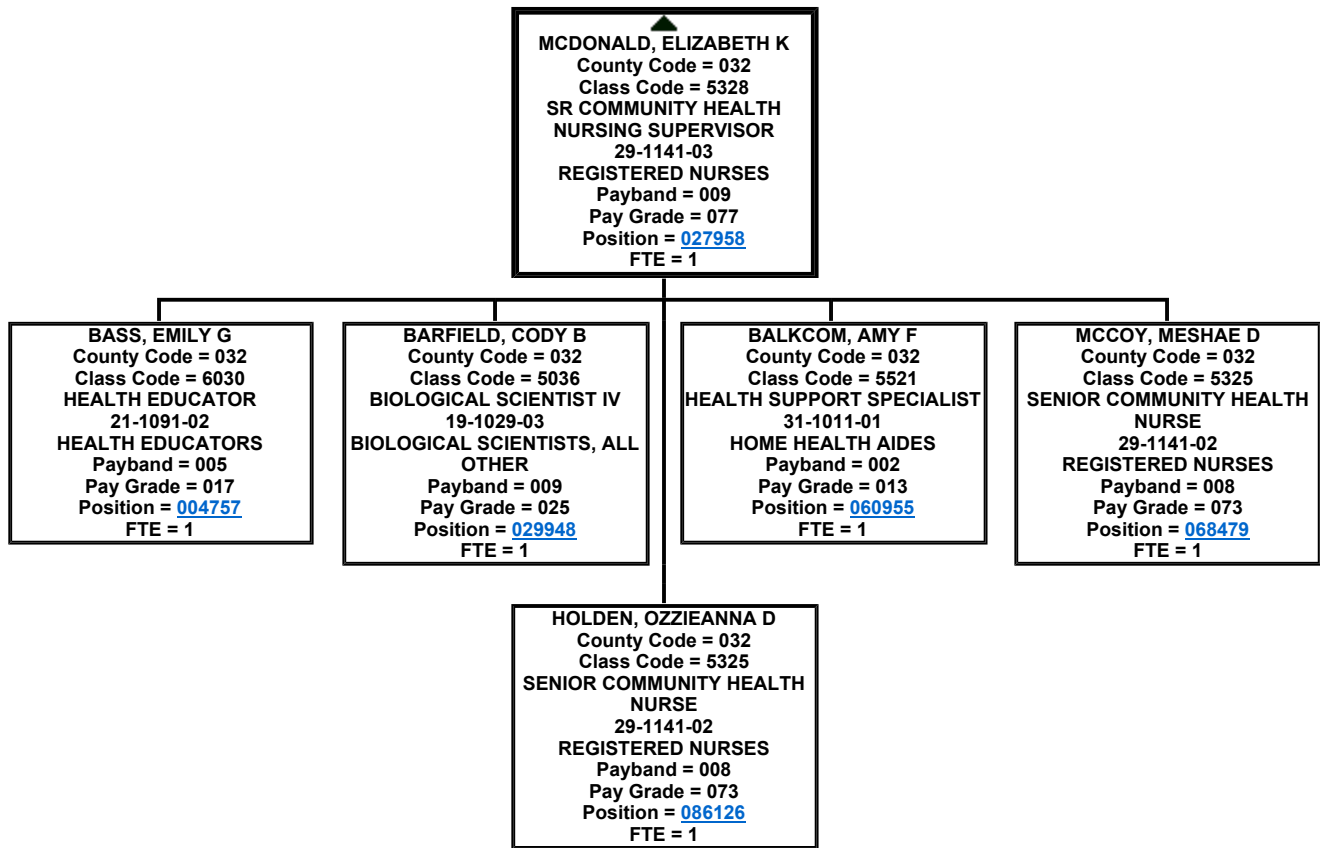 MCDONALD, ELIZABETH K
County Code = 032
Class Code = 5328
SR COMMUNITY HEALTH
NURSING SUPERVISOR
29-1141-03
REGISTERED NURSES
Payband = 009
Pay Grade = 077
Position = 027958
FTE = 1
BASS, EMILY G
County Code = 032
Class Code = 6030
HEALTH EDUCATOR
21-1091-02
HEALTH EDUCATORS
Payband = 005
Pay Grade = 017
Position = 004757
FTE = 1
BARFIELD, CODY B
County Code = 032
Class Code = 5036
BIOLOGICAL SCIENTIST IV
19-1029-03
BIOLOGICAL SCIENTISTS, ALL
OTHER
Payband = 009
Pay Grade = 025
Position = 029948
FTE = 1
BALKCOM, AMY F
County Code = 032
Class Code = 5521
HEALTH SUPPORT SPECIALIST
31-1011-01
HOME HEALTH AIDES
Payband = 002
Pay Grade = 013
Position = 060955
FTE = 1
MCCOY, MESHAE D
County Code = 032
Class Code = 5325
SENIOR COMMUNITY HEALTH
NURSE
29-1141-02
REGISTERED NURSES
Payband = 008
Pay Grade = 073
Position = 068479
FTE = 1
HOLDEN, OZZIEANNA D
County Code = 032
Class Code = 5325
SENIOR COMMUNITY HEALTH
NURSE
29-1141-02
REGISTERED NURSES
Payband = 008
Pay Grade = 073
Position = 086126
FTE = 1